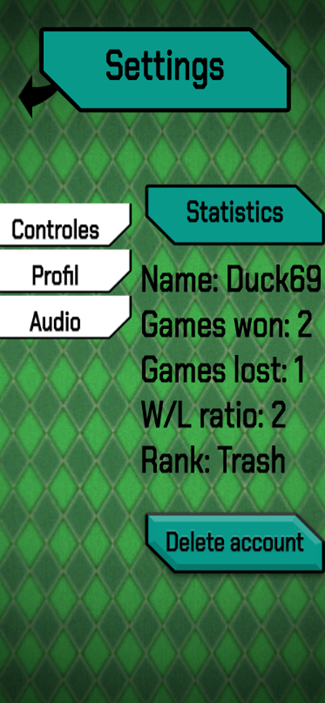 Settings
Statistics
Controles
Profil
Audio
Name: Duck69
Games won: 2
Games lost: 1
W/L ratio: 2
Rank: Trash
Delete account